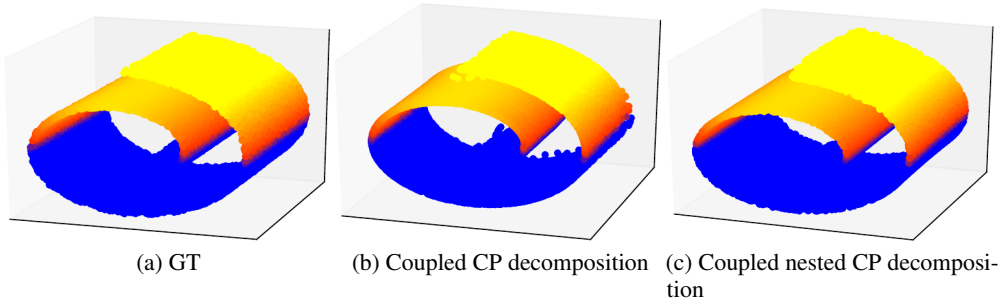 (a) GT
(b) Coupled CP decomposition
(c) Coupled nested CP decomposi-
tion